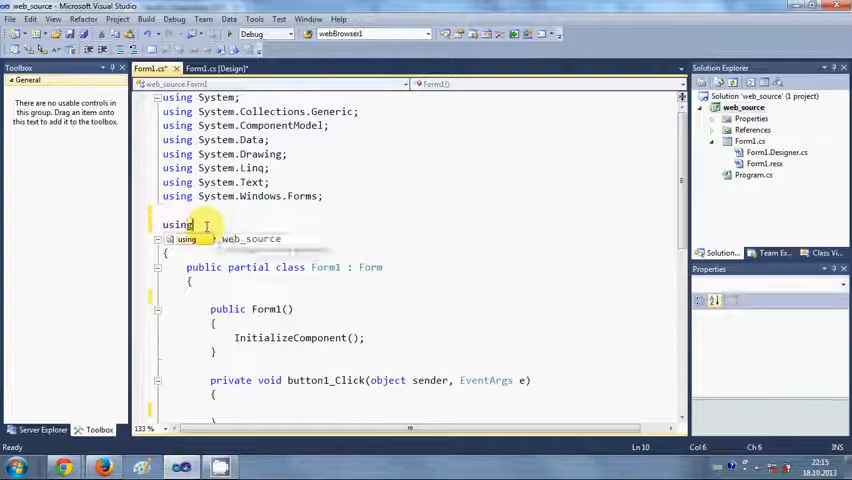 web_source - Microsoft Visual Studio
File Edit View Refactor Project Build Debug Team Data Tools Test Window Help
Debug webBrowser1
Toolbox
General
There are no usable controls in this group. Drag an item onto this text to add it to the toolbox.
Form1.cs* Form1.cs [Design]*
web_source.Form1 Form1()
using System;
using System.Collections.Generic;
using System.ComponentModel;
using System.Data;
using System.Drawing;
using System.Linq;
using System.Text;
using System.Windows.Forms;
using
using web_source
{
public partial class Form1 : Form
{
public Form1()
{
InitializeComponent();
}
private void button1_Click(object sender, EventArgs e)
{
}
133 %
Solution Explorer
Solution 'web_source' (1 project)
web_source
Properties
References
Form1.cs
Form1.Designer.cs
Form1.resx
Program.cs
Solution... Team Ex... Class Vi...
Properties
Server Explorer Toolbox
Ready Ln 10 Col 6 Ch 6 INS
22:15
18.10.2013